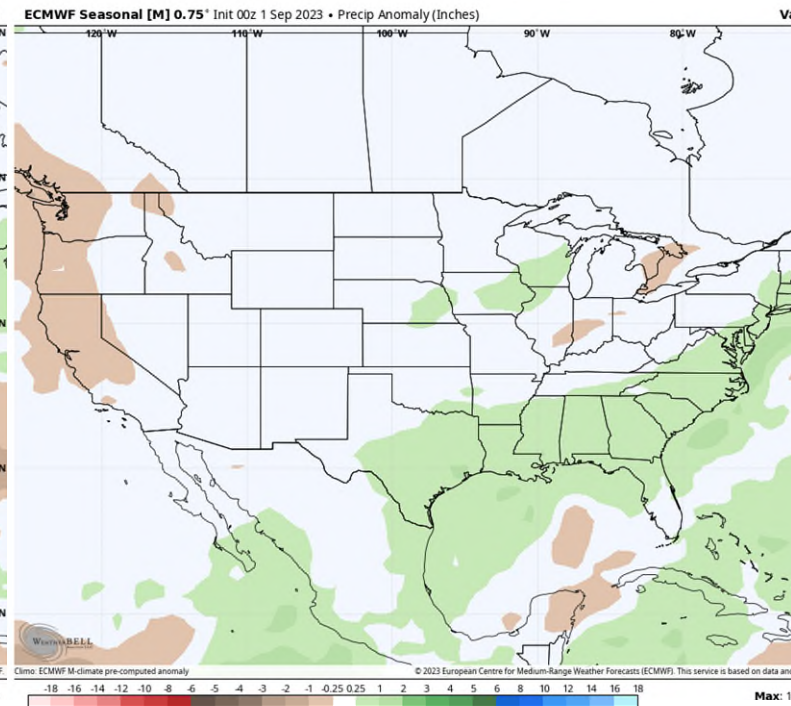 ECMWF Seasonal [M] 0.75° Init 00z 1 Sep 2023 • Precip Anomaly (Inches) Va
120°W 110°W 100°W 90°W 80°W
WEATHERBELL
F. Climo: ECMWF M-climate pre-computed anomaly © 2023 European Centre for Medium-Range Weather Forecasts (ECMWF). This service is based on data and
-18 -16 -14 -12 -10 -8 -6 -5 -4 -3 -2 -1 -0.25 0.25 1 2 3 4 5 6 8 10 12 14 16 18
Max: 1